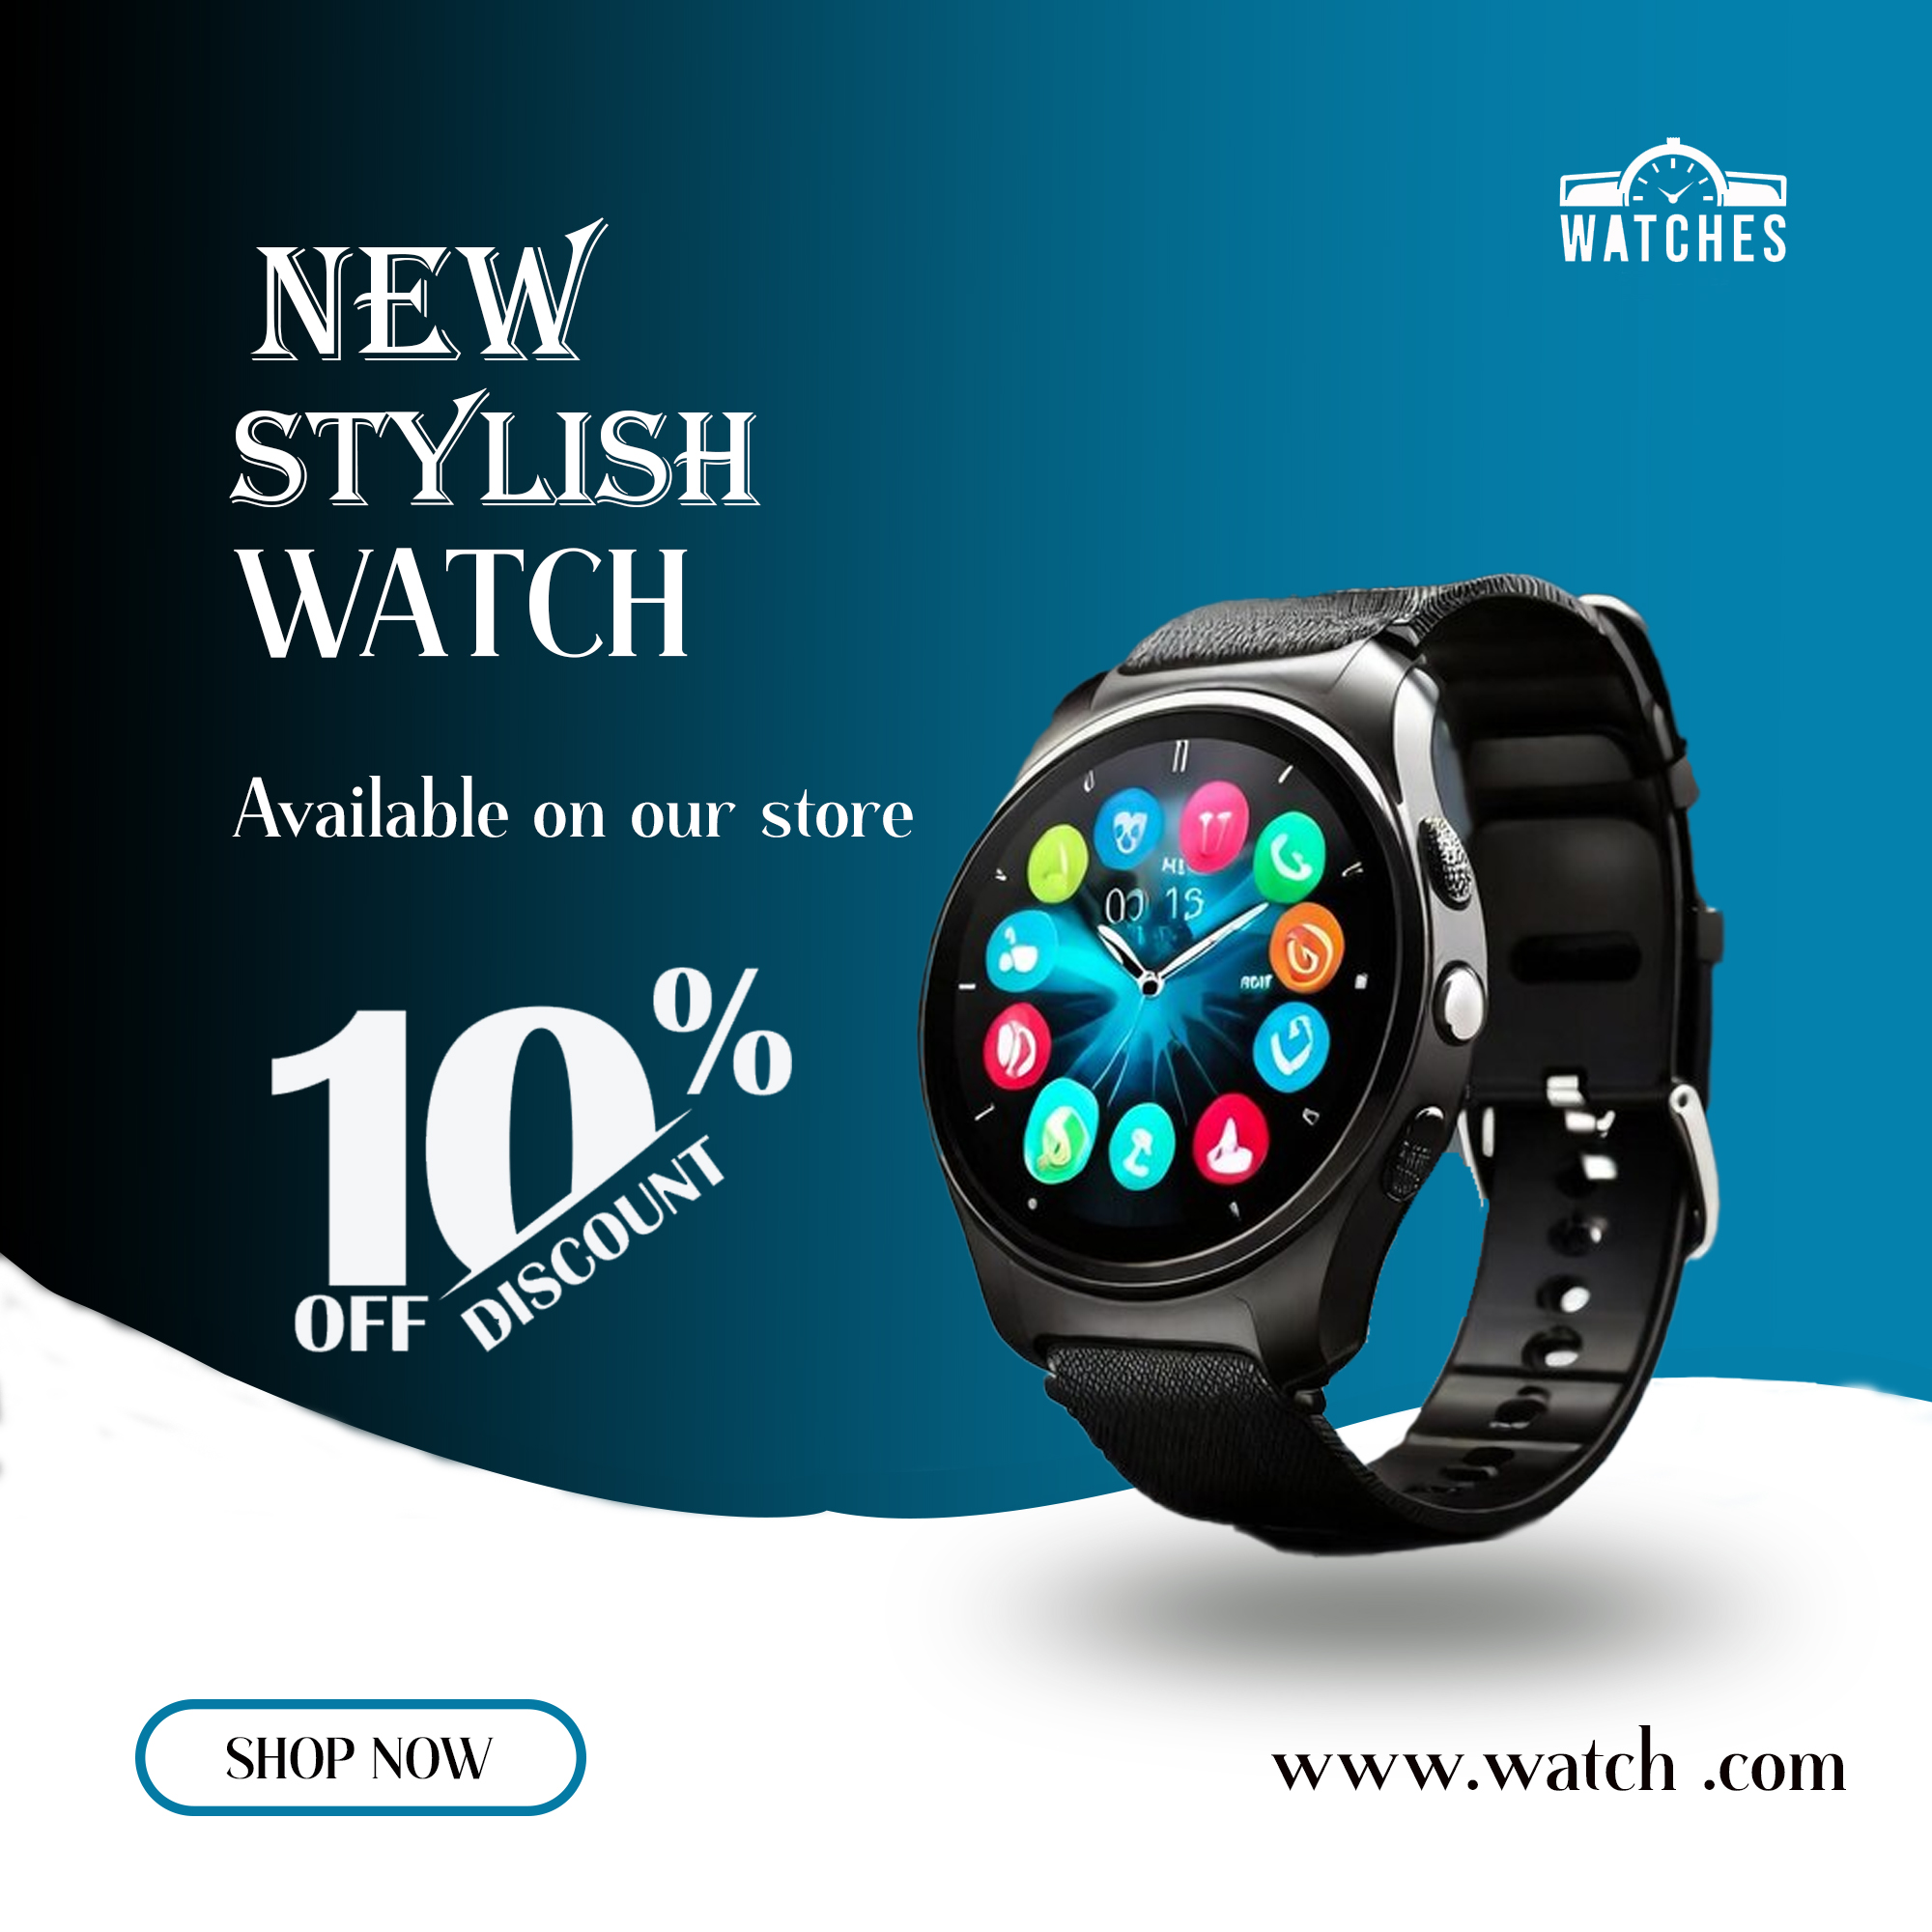 WATCHES
NEW
STYLISH
WATCH
Available on our store
10%
OFF DISCOUNT
SHOP NOW
www.watch .com